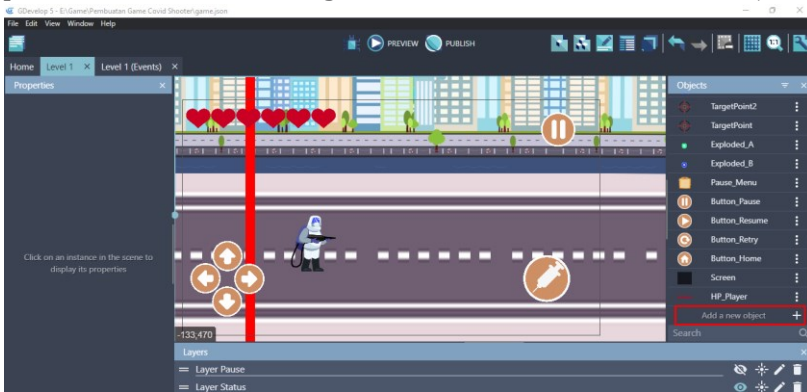 GDevelop 5 - E:\Game\Pembuatan Game Covid Shooter\game.json
File Edit View Window Help
PREVIEW PUBLISH
Home Level 1 × Level 1 (Events) ×
Properties ×
Click on an instance in the scene to
display its properties
-133;470
Objects
TargetPoint2
TargetPoint
Exploded_A
Exploded_B
Pause_Menu
Button_Pause
Button_Resume
Button_Retry
Button_Home
Screen
HP_Player
Add a new object +
Search
Layers
Layer Pause
Layer Status